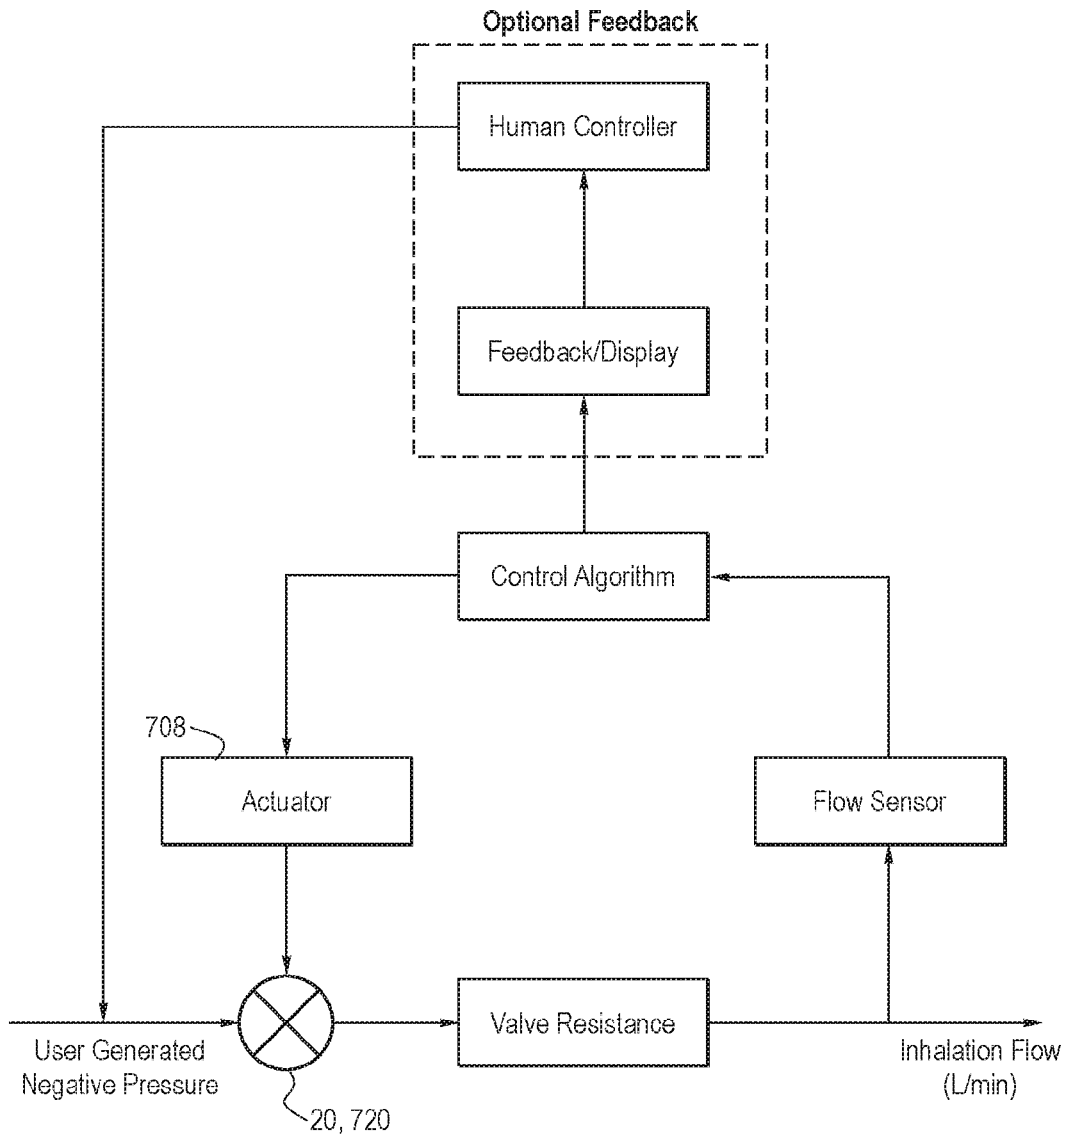 Optional Feedback
Human Controller
Feedback/Display
Control Algorithm
708
Actuator
Flow Sensor
Valve Resistance
User Generated
Negative Pressure
Inhalation Flow
(L/min)
20, 720